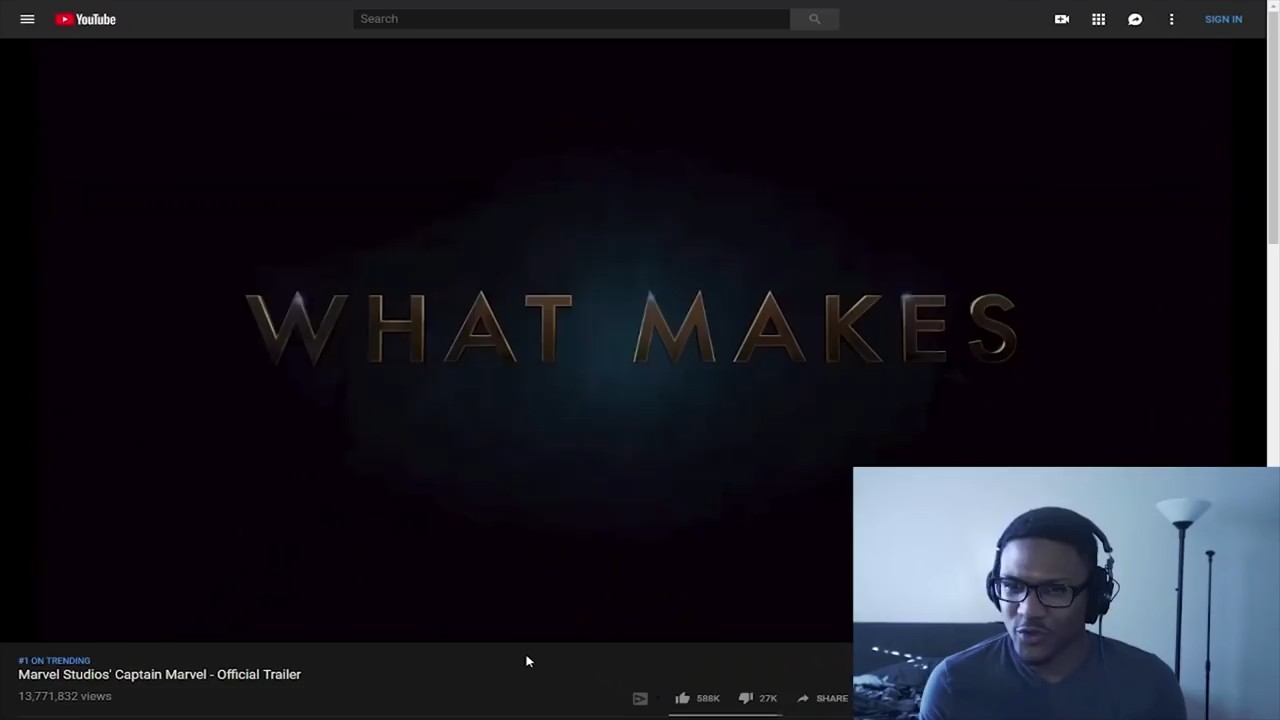 YouTube
Search
SIGN IN
WHAT MAKES
#1 ON TRENDING
Marvel Studios' Captain Marvel - Official Trailer
13,771,832 views
588K
27K
SHARE